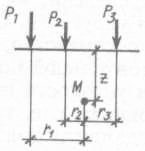 P₁ P₂ P₃
z
M
r₂ r₃
r₁